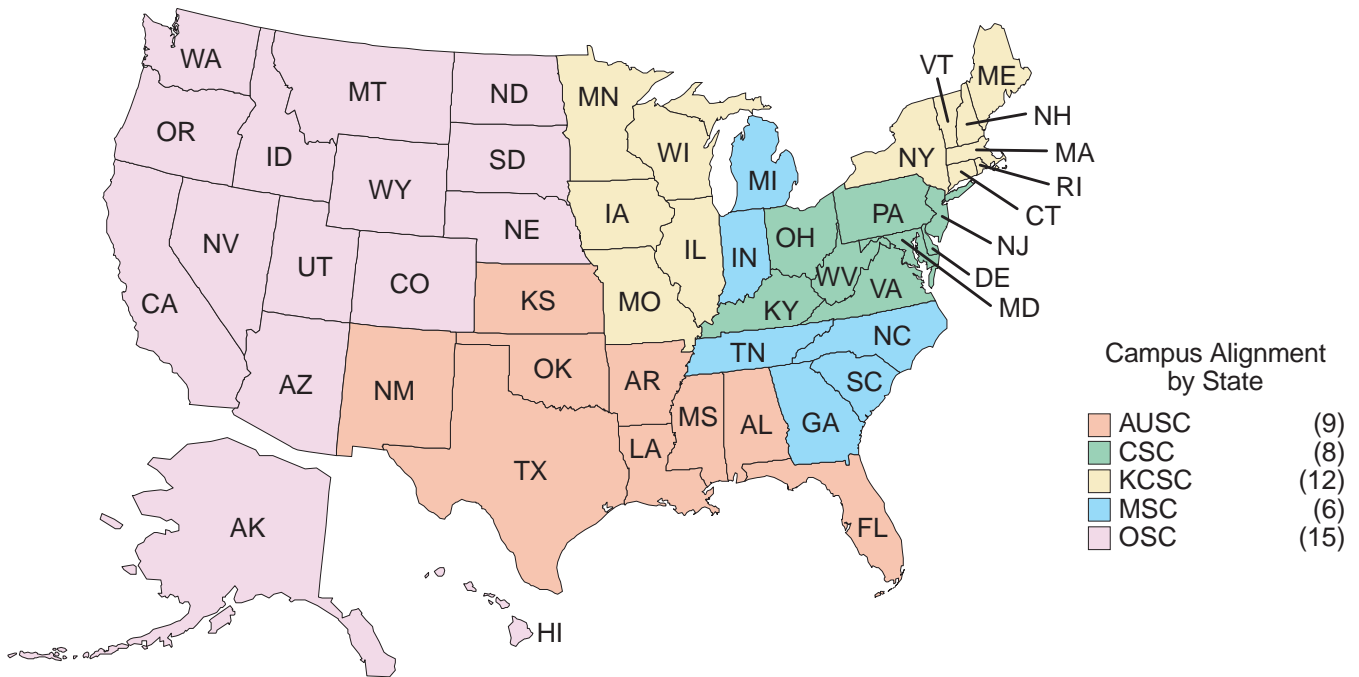 WA
MT
ND
MN
VT
ME
OR
ID
SD
WI
NH
WY
MI
NY
MA
RI
CT
NE
IA
PA
NJ
NV
UT
CO
IL
IN
OH
WV
VA
DE
MD
CA
KS
MO
KY
AZ
NM
OK
AR
TN
NC
SC
MS
AL
GA
TX
LA
FL
AK
HI
Campus Alignment
by State
AUSC (9)
CSC (8)
KCSC (12)
MSC (6)
OSC (15)